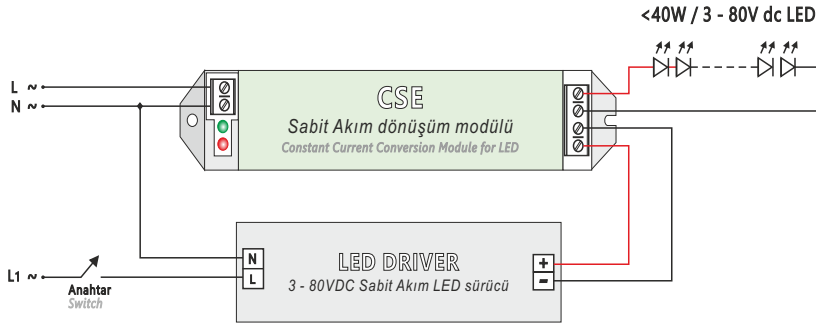 <40W / 3 - 80V dc LED
L ~
N ~
CSE
Sabit Akım dönüşüm modülü
Constant Current Conversion Module for LED
L1 ~
Anahtar
Switch
N
L
LED DRIVER
3 - 80VDC Sabit Akım LED sürücü
+
-